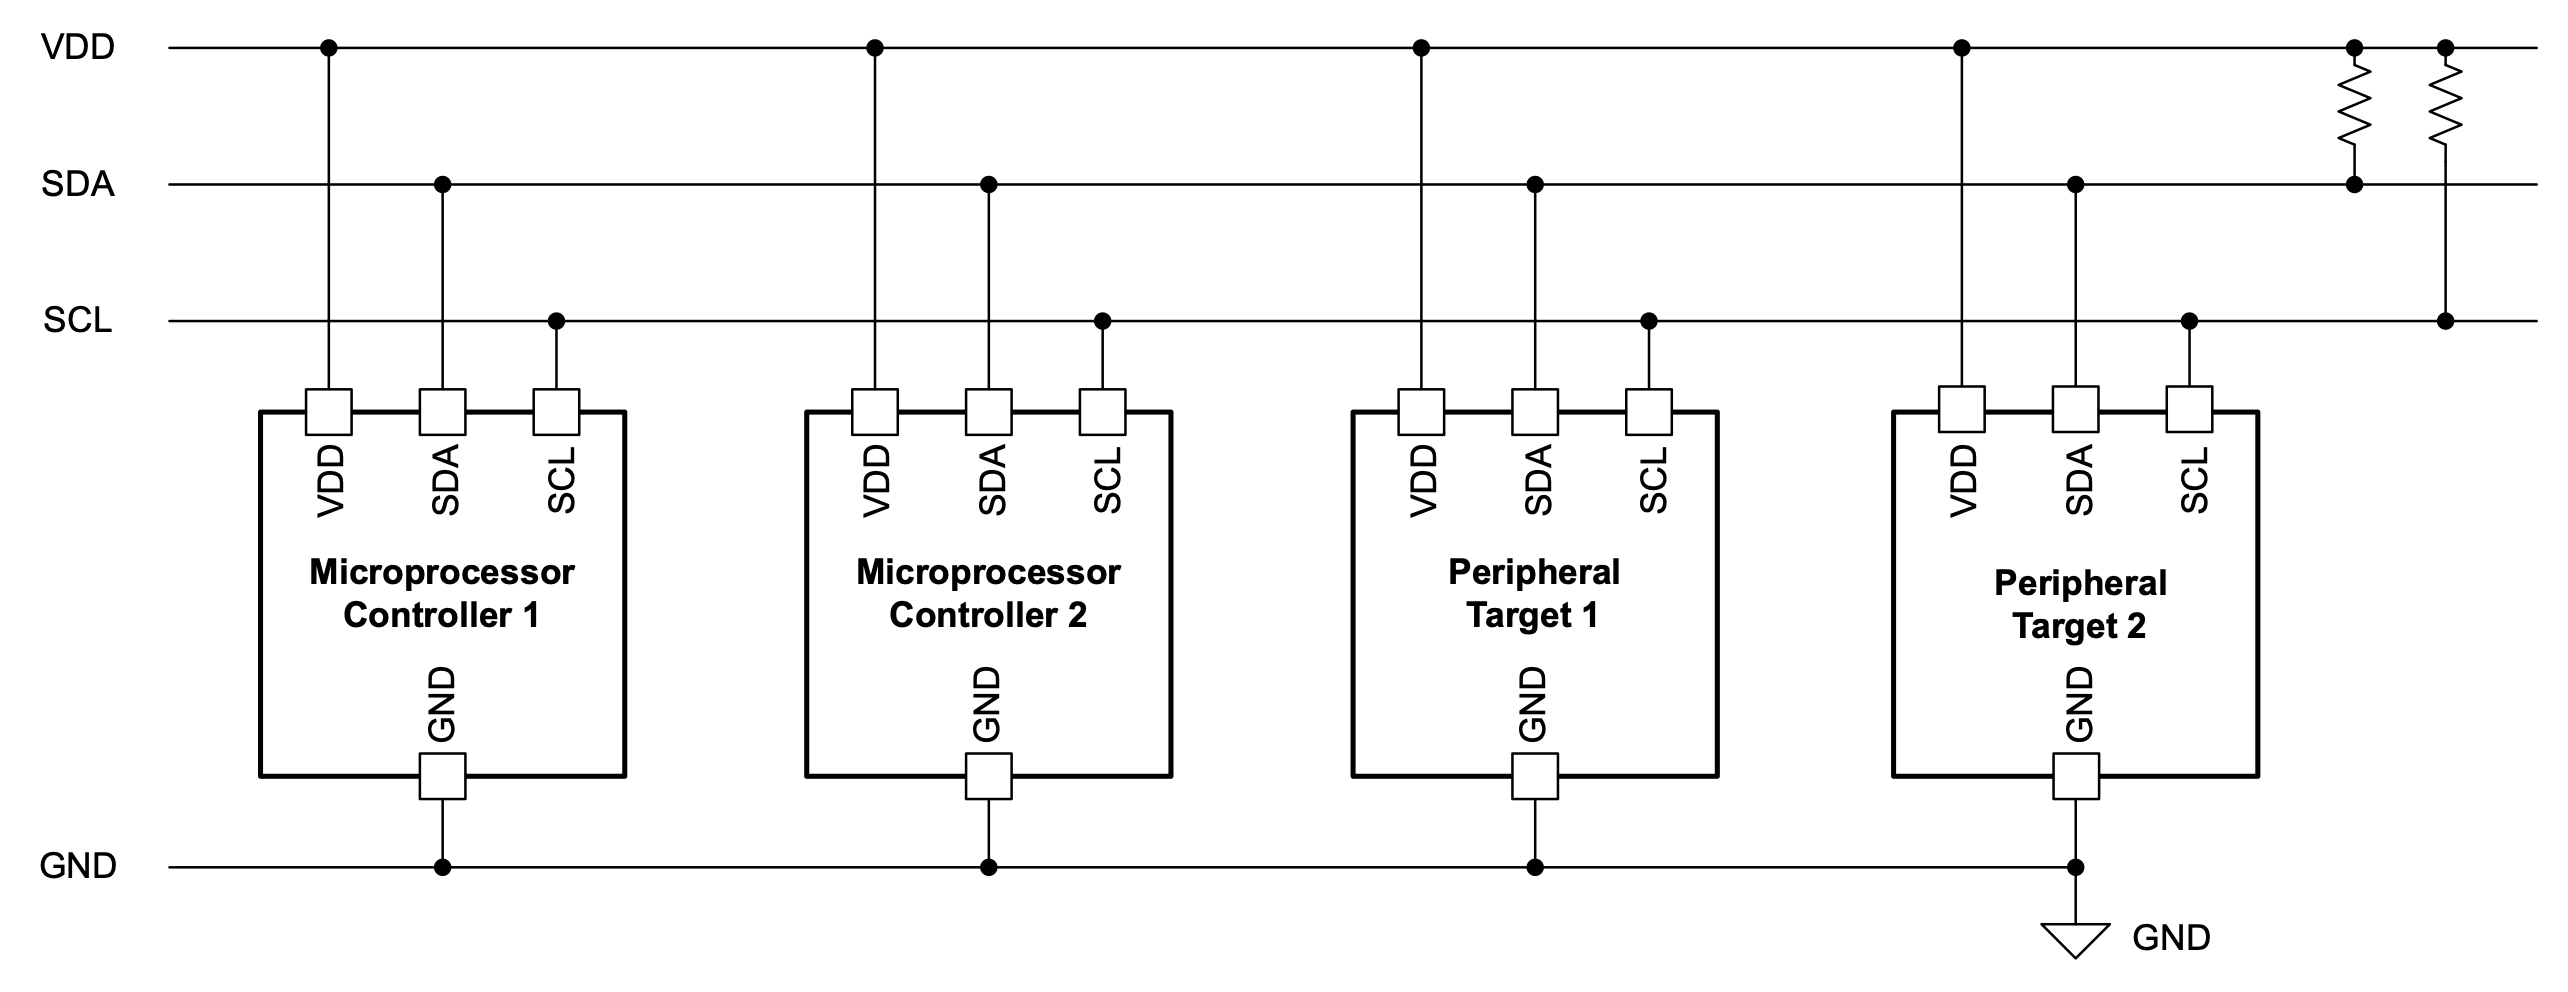 VDD
SDA
SCL
VDD
SDA
SCL
Microprocessor
Controller 1
GND
VDD
SDA
SCL
Microprocessor
Controller 2
GND
VDD
SDA
SCL
Peripheral
Target 1
GND
VDD
SDA
SCL
Peripheral
Target 2
GND
GND
GND